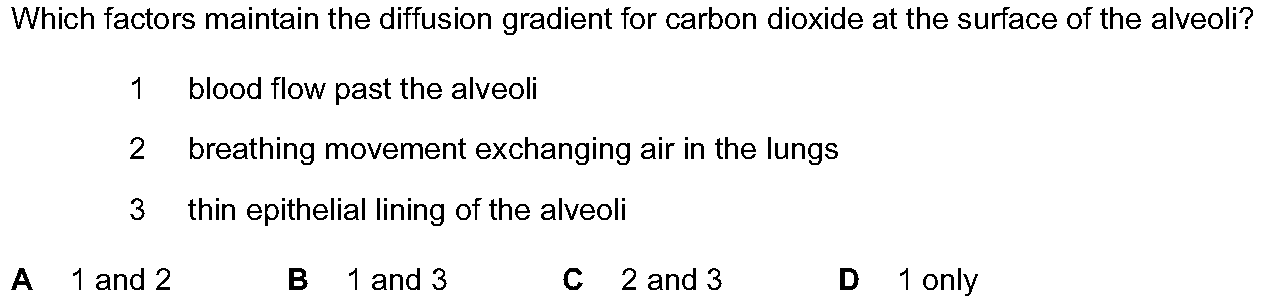 Which factors maintain the diffusion gradient for carbon dioxide at the surface of the alveoli?
1 blood flow past the alveoli
2 breathing movement exchanging air in the lungs
3 thin epithelial lining of the alveoli
A 1 and 2 B 1 and 3 C 2 and 3 D 1 only